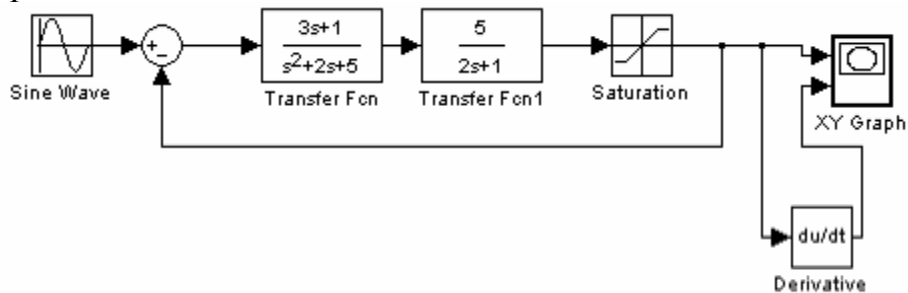 3s+1
s²+2s+5
5
2s+1
Sine Wave
Transfer Fcn
Transfer Fcn1
Saturation
XY Graph
du/dt
Derivative